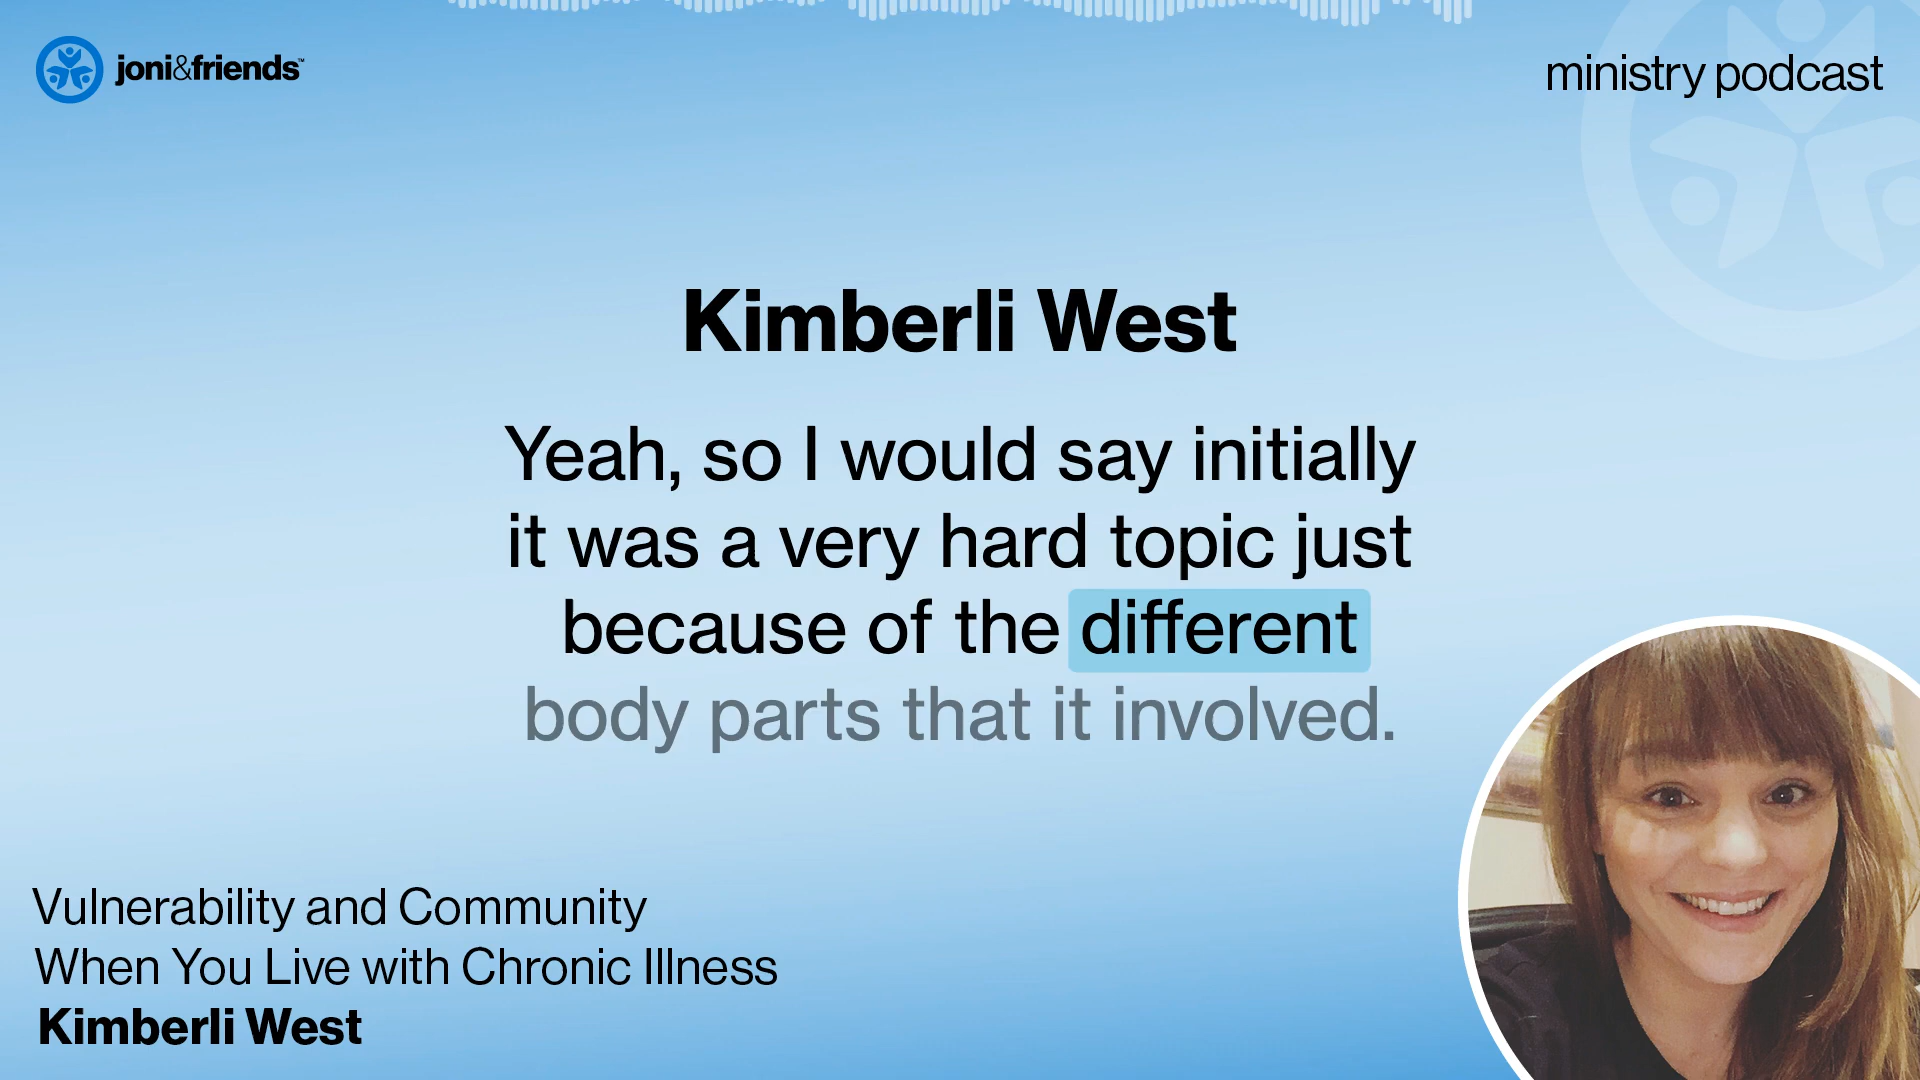 joni&friends™
ministry podcast
Kimberli West
Yeah, so I would say initially
it was a very hard topic just
because of the different
body parts that it involved.
Vulnerability and Community
When You Live with Chronic Illness
Kimberli West